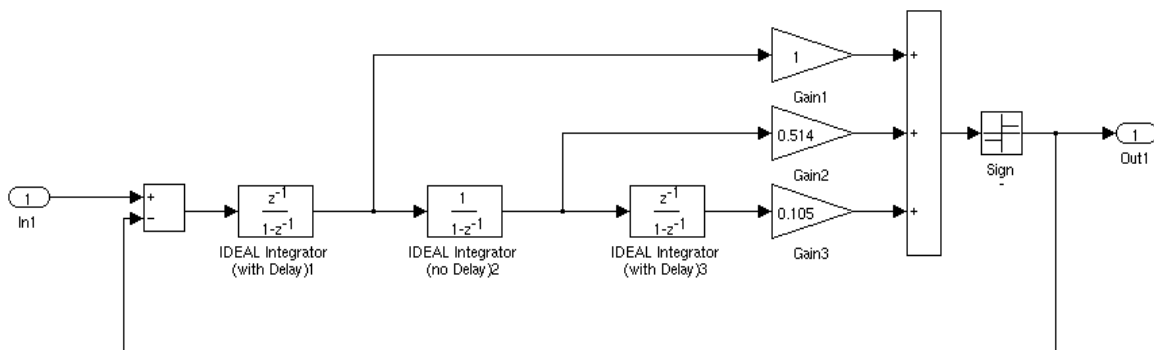 1
In1
+
−
z-1
1-z-1
IDEAL Integrator
(with Delay)1
1
1-z-1
IDEAL Integrator
(no Delay)2
z-1
1-z-1
IDEAL Integrator
(with Delay)3
1
Gain1
0.514
Gain2
0.105
Gain3
+
+
+
Sign
-
1
Out1